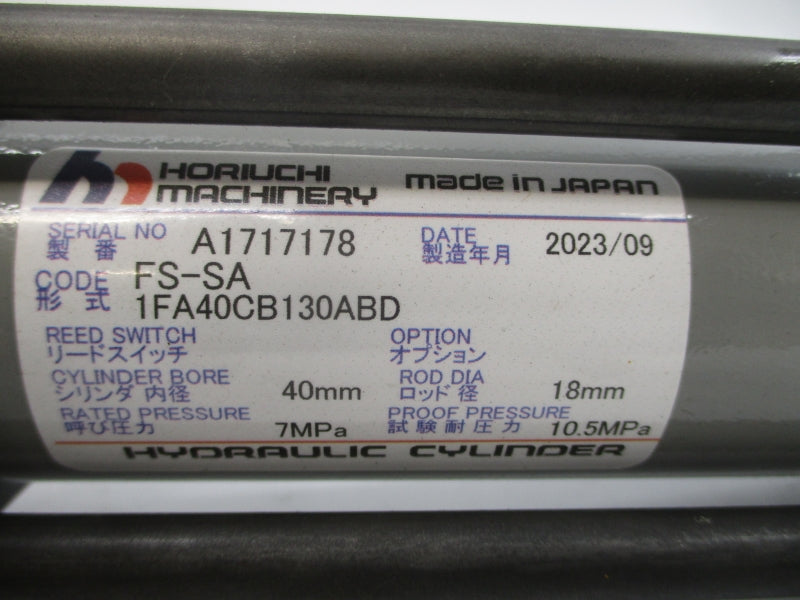 HORIUCHI
MACHINERY
made in JAPAN
SERIAL NO
製番
A1717178
DATE
製造年月
2023/09
CODE
形式
FS-SA
1FA40CB130ABD
REED SWITCH
リードスイッチ
OPTION
オプション
CYLINDER BORE
シリンダ 内径
40mm
ROD DIA
ロッド 径
18mm
RATED PRESSURE
呼び圧力
7MPa
PROOF PRESSURE
試験耐圧力
10.5MPa
HYDRAULIC CYLINDER